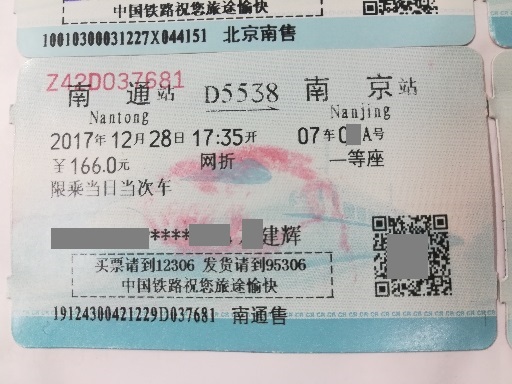 中国铁路祝您旅途愉快
10010300031227X044151 北京南售
Z42D037681
南通站 D5538 南京站
Nantong Nanjing
2017年12月28日 17:35开 07车0 A号
￥166.0元 网折 一等座
限乘当日当次车
**** 建辉
买票请到12306 发货请到95306
中国铁路祝您旅途愉快
19124300421229D037681 南通售